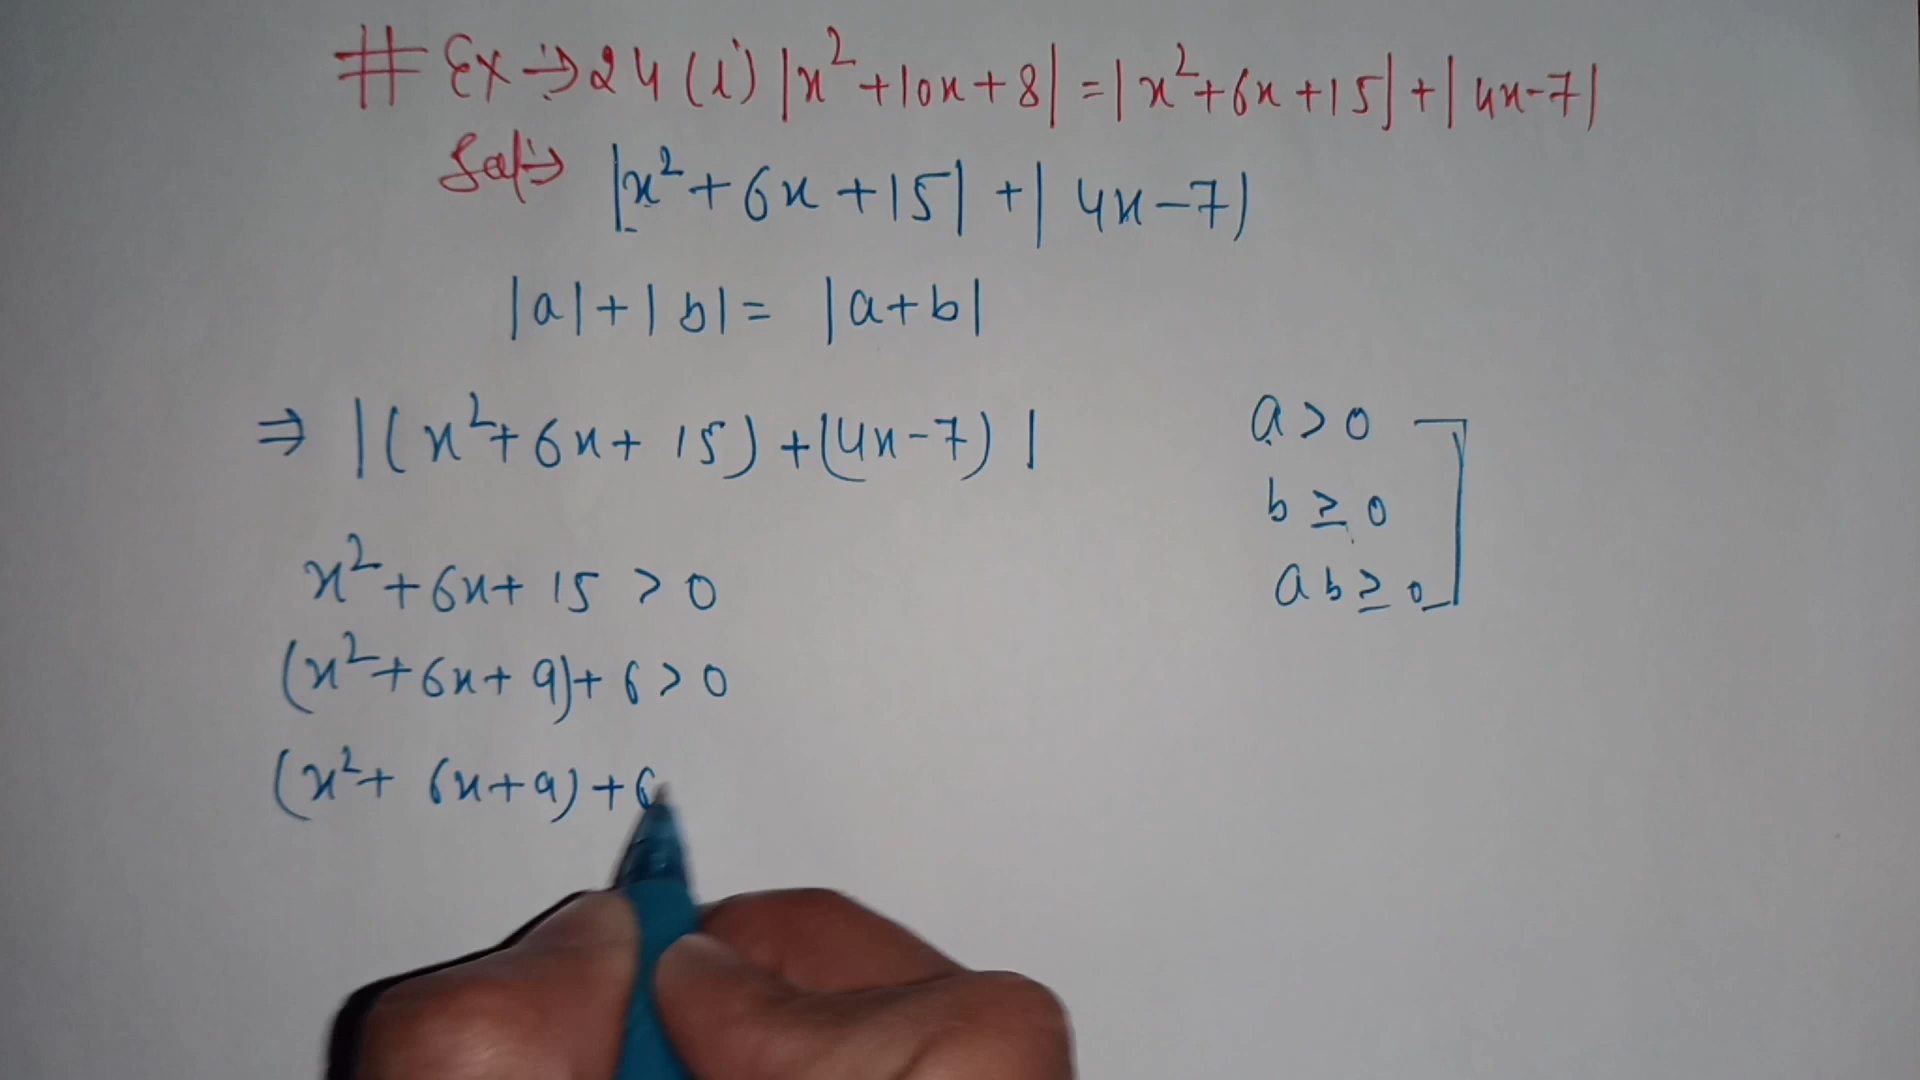 # Ex → 24 (i) |x²+10x+8| = |x²+6x+15| + |4x-7|
Sol → |x²+6x+15| + |4x-7|
|a|+|b| = |a+b|
⇒ |(x²+6x+15)+(4x-7)|
a>0
b≥0
ab≥0
x²+6x+15>0
(x²+6x+9)+6>0
(x²+6x+9)+6